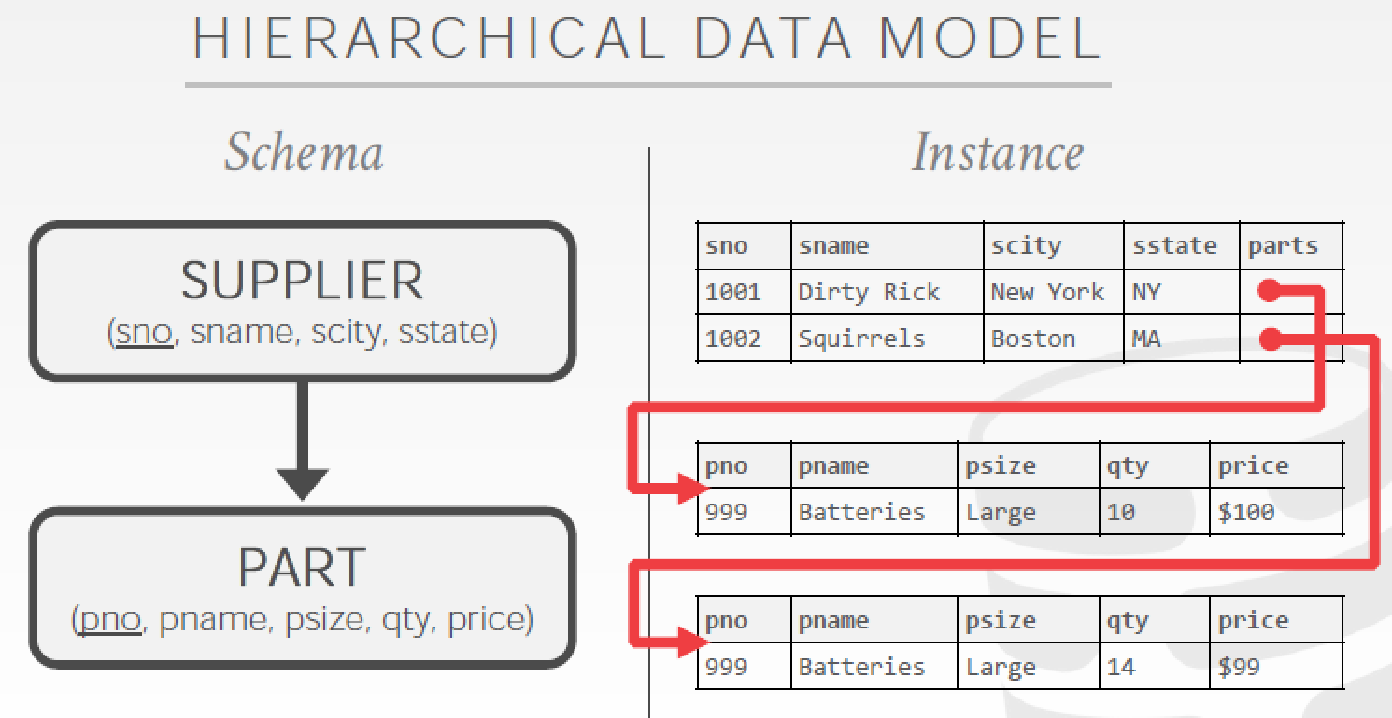 HIERARCHICAL DATA MODEL
Schema
SUPPLIER
(sno, sname, scity, sstate)
PART
(pno, pname, psize, qty, price)
Instance
sno sname scity sstate parts
1001 Dirty Rick New York NY
1002 Squirrels Boston MA
pno pname psize qty price
999 Batteries Large 10 $100
pno pname psize qty price
999 Batteries Large 14 $99